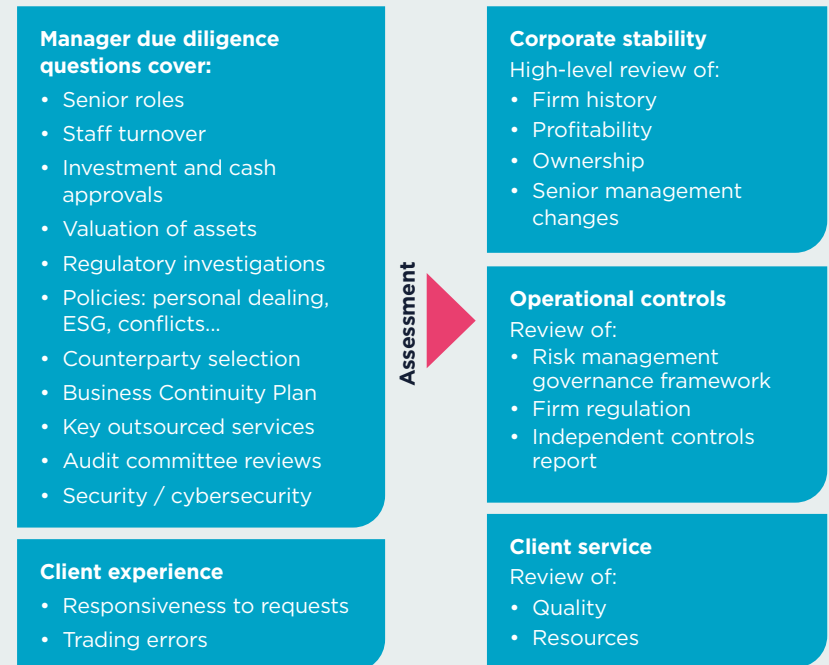 Manager due diligence
questions cover:
• Senior roles
• Staff turnover
• Investment and cash
approvals
• Valuation of assets
• Regulatory investigations
• Policies: personal dealing,
ESG, conflicts...
• Counterparty selection
• Business Continuity Plan
• Key outsourced services
• Audit committee reviews
• Security / cybersecurity
Client experience
• Responsiveness to requests
• Trading errors
Assessment
Corporate stability
High-level review of:
• Firm history
• Profitability
• Ownership
• Senior management
changes
Operational controls
Review of:
• Risk management
governance framework
• Firm regulation
• Independent controls
report
Client service
Review of:
• Quality
• Resources